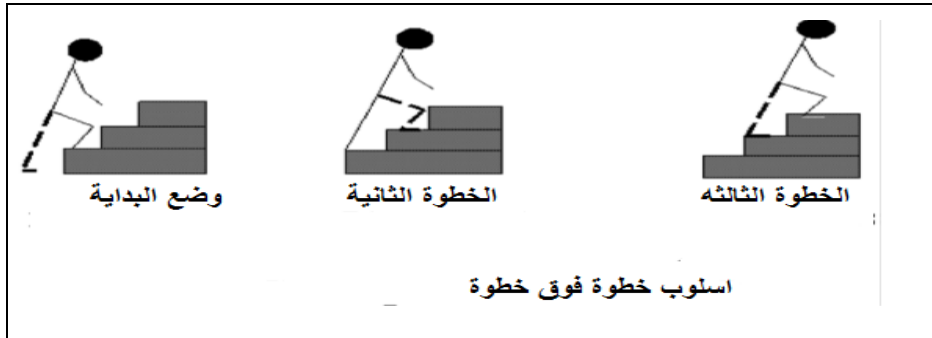 وضع البداية
الخطوة الثانية
الخطوة الثالثه
اسلوب خطوة فوق خطوة